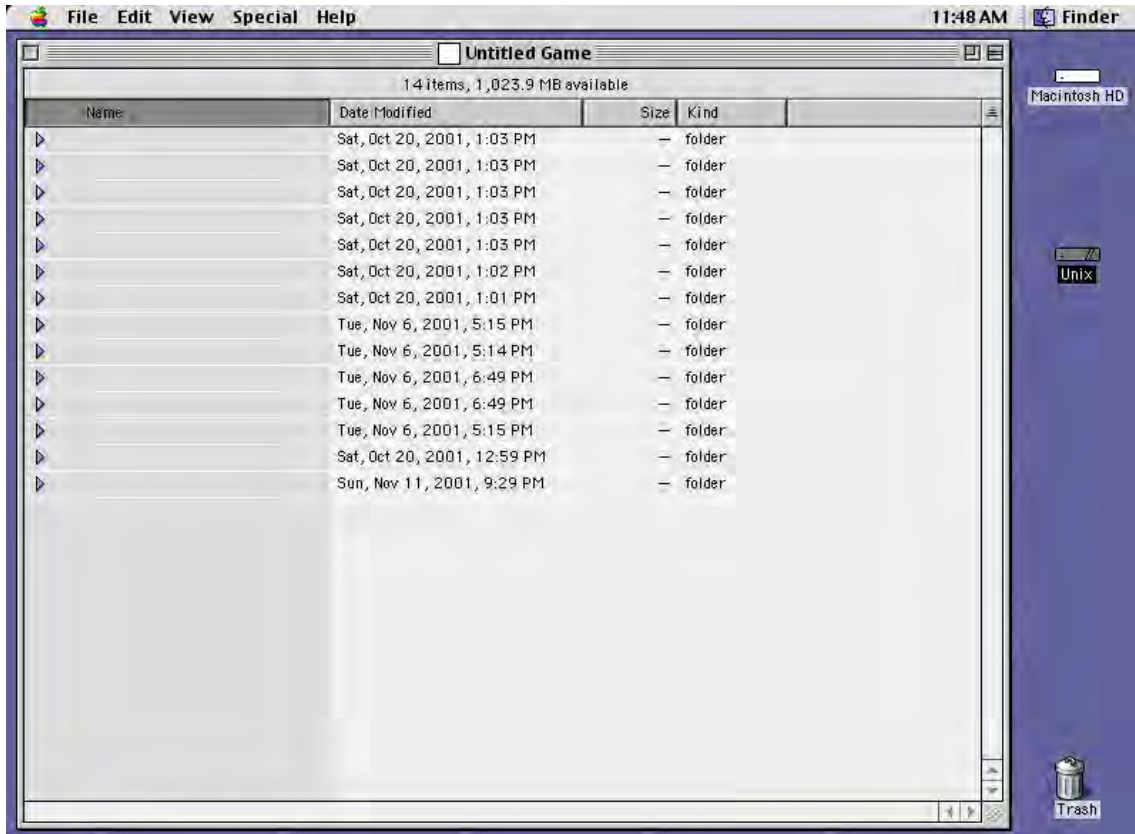 File Edit View Special Help 11:48 AM Finder
Untitled Game
14 items, 1,023.9 MB available
Name Date Modified Size Kind
Sat, Oct 20, 2001, 1:03 PM — folder
Sat, Oct 20, 2001, 1:03 PM — folder
Sat, Oct 20, 2001, 1:03 PM — folder
Sat, Oct 20, 2001, 1:03 PM — folder
Sat, Oct 20, 2001, 1:03 PM — folder
Sat, Oct 20, 2001, 1:02 PM — folder
Sat, Oct 20, 2001, 1:01 PM — folder
Tue, Nov 6, 2001, 5:15 PM — folder
Tue, Nov 6, 2001, 5:14 PM — folder
Tue, Nov 6, 2001, 6:49 PM — folder
Tue, Nov 6, 2001, 6:49 PM — folder
Tue, Nov 6, 2001, 5:15 PM — folder
Sat, Oct 20, 2001, 12:59 PM — folder
Sun, Nov 11, 2001, 9:29 PM — folder
Macintosh HD
Unix
Trash